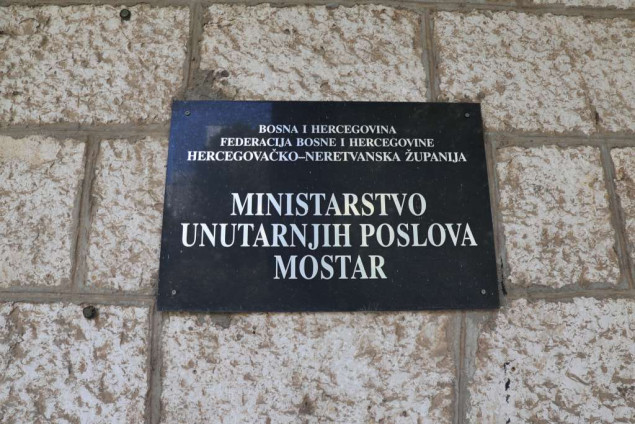 BOSNA I HERCEGOVINA
FEDERACIJA BOSNE I HERCEGOVINE
HERCEGOVAČKO–NERETVANSKA ŽUPANIJA
MINISTARSTVO
UNUTARNJIH POSLOVA
MOSTAR